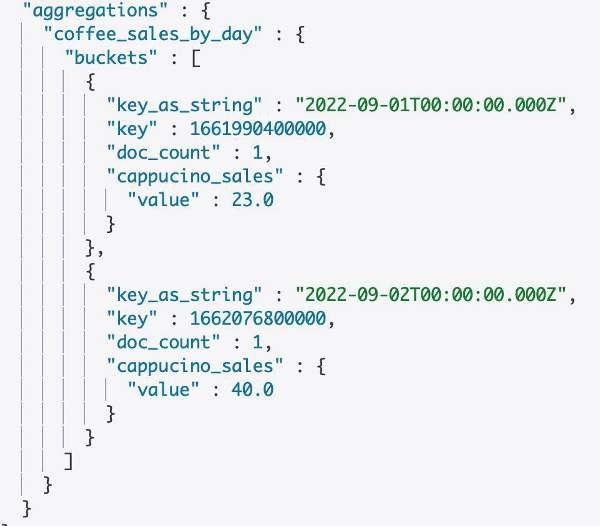 "aggregations" : {
"coffee_sales_by_day" : {
"buckets" : [
{
"key_as_string" : "2022-09-01T00:00:00.000Z",
"key" : 1661990400000,
"doc_count" : 1,
"cappucino_sales" : {
"value" : 23.0
}
},
{
"key_as_string" : "2022-09-02T00:00:00.000Z",
"key" : 1662076800000,
"doc_count" : 1,
"cappucino_sales" : {
"value" : 40.0
}
}
]
}
}